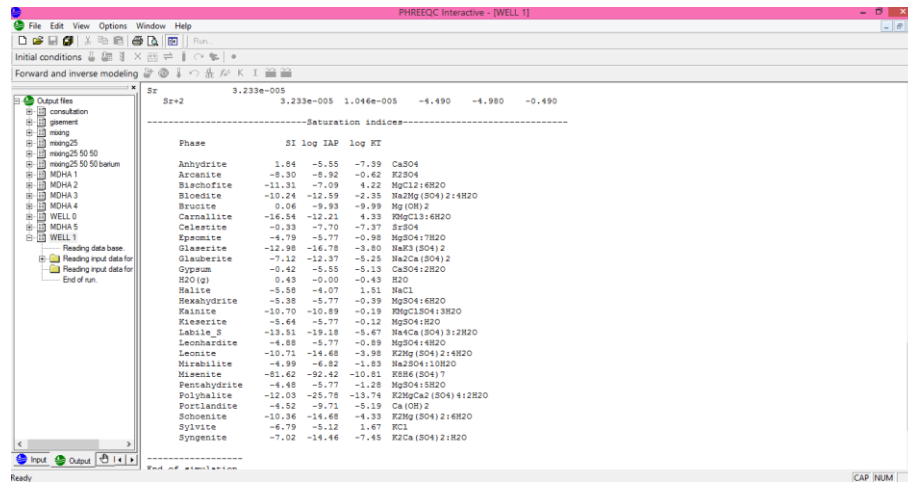 PHREEQC Interactive - [WELL 1]
File Edit View Options Window Help
Run...
Initial conditions
Forward and inverse modeling
Output files
consultation
gisement
mixing
mixing25
mixing25 50 50
mixing25 50 50 barium
MDHA 1
MDHA 2
MDHA 3
MDHA 4
WELL 0
MDHA 5
WELL 1
Reading data base.
Reading input data for
Reading input data for
End of run.
Input Output
Sr 3.233e-005
Sr+2 3.233e-005 1.046e-005 -4.490 -4.980 -0.490
------------------------------Saturation indices-------------------------------
Phase SI log IAP log KT
Anhydrite 1.84 -5.55 -7.39 CaSO4
Arcanite -8.30 -8.92 -0.62 K2SO4
Bischofite -11.31 -7.09 4.22 MgCl2:6H2O
Bloedite -10.24 -12.59 -2.35 Na2Mg(SO4)2:4H2O
Brucite 0.06 -9.93 -9.99 Mg(OH)2
Carnallite -16.54 -12.21 4.33 KMgCl3:6H2O
Celestite -0.33 -7.70 -7.37 SrSO4
Epsomite -4.79 -5.77 -0.98 MgSO4:7H2O
Glaserite -12.98 -16.78 -3.80 NaK3(SO4)2
Glauberite -7.12 -12.37 -5.25 Na2Ca(SO4)2
Gypsum -0.42 -5.55 -5.13 CaSO4:2H2O
H2O(g) 0.43 -0.00 -0.43 H2O
Halite -5.58 -4.07 1.51 NaCl
Hexahydrite -5.38 -5.77 -0.39 MgSO4:6H2O
Kainite -10.70 -10.89 -0.19 KMgClSO4:3H2O
Kieserite -5.64 -5.77 -0.12 MgSO4:H2O
Labile_S -13.51 -19.18 -5.67 Na4Ca(SO4)3:2H2O
Leonhardite -4.88 -5.77 -0.89 MgSO4:4H2O
Leonite -10.71 -14.68 -3.98 K2Mg(SO4)2:4H2O
Mirabilite -4.99 -6.82 -1.83 Na2SO4:10H2O
Misenite -81.62 -92.42 -10.81 K8H6(SO4)7
Pentahydrite -4.48 -5.77 -1.28 MgSO4:5H2O
Polyhalite -12.03 -25.78 -13.74 K2MgCa2(SO4)4:2H2O
Portlandite -4.52 -9.71 -5.19 Ca(OH)2
Schoenite -10.36 -14.68 -4.33 K2Mg(SO4)2:6H2O
Sylvite -6.79 -5.12 1.67 KCl
Syngenite -7.02 -14.46 -7.45 K2Ca(SO4)2:H2O
------------------
End of simulation
Ready
CAP NUM